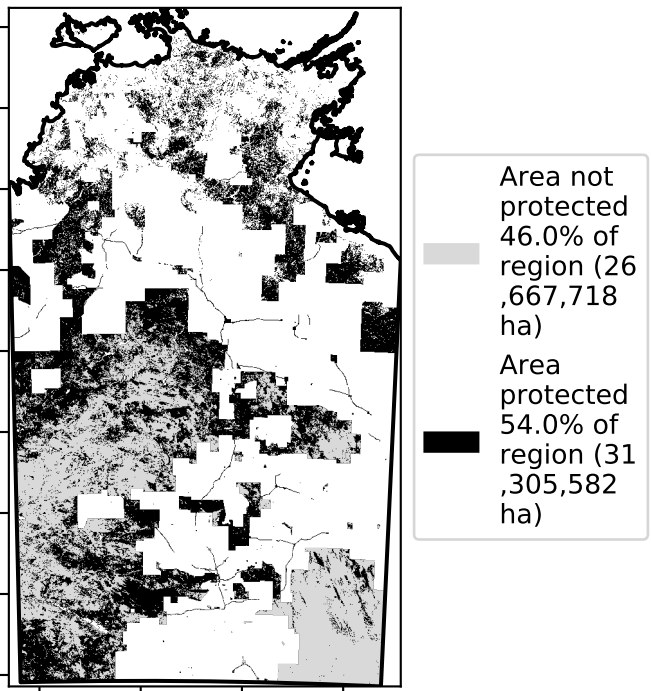 Area not
protected
46.0% of
region (26
,667,718
ha)
Area
protected
54.0% of
region (31
,305,582
ha)